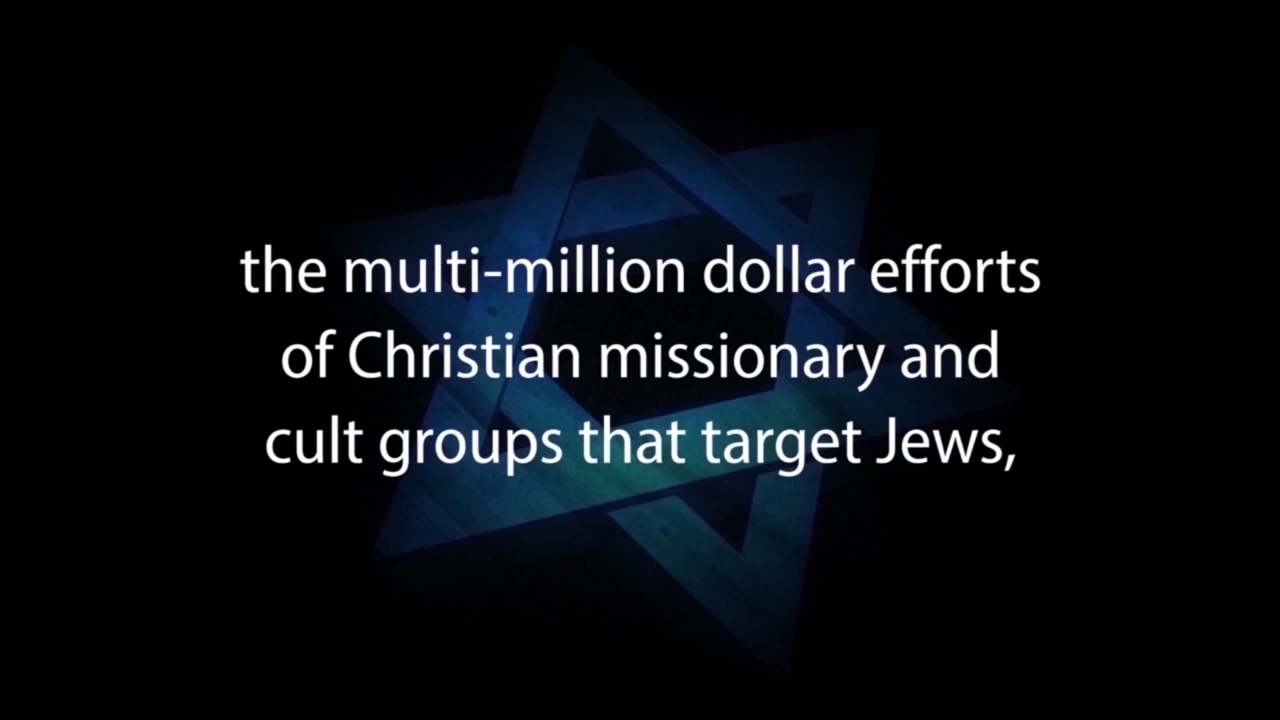 the multi-million dollar efforts
of Christian missionary and
cult groups that target Jews,